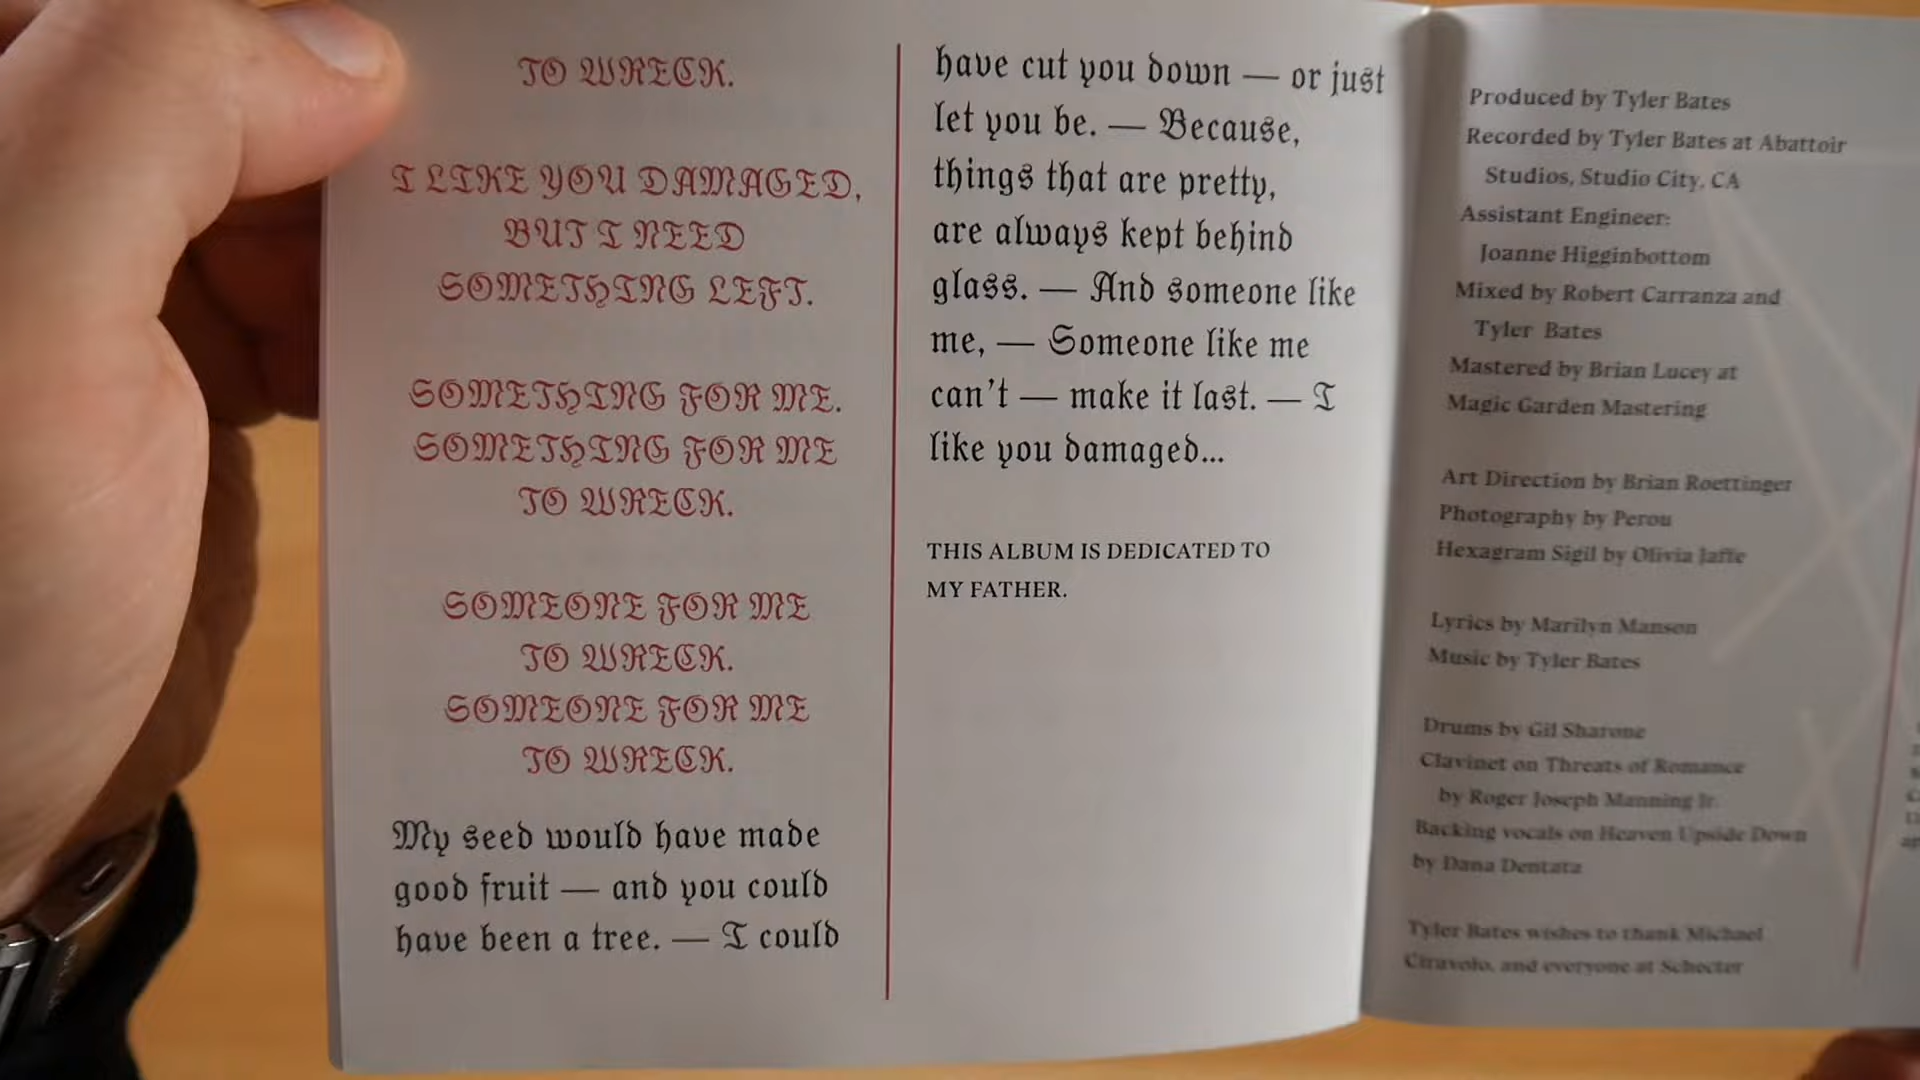 TO WRECK.
I LIKE YOU DAMAGED,
BUT I NEED
SOMETHING LEFT.
SOMETHING FOR ME.
SOMETHING FOR ME
TO WRECK.
SOMEONE FOR ME
TO WRECK.
SOMEONE FOR ME
TO WRECK.
My seed would have made
good fruit — and you could
have been a tree. — I could
have cut you down — or just
let you be. — Because,
things that are pretty,
are always kept behind
glass. — And someone like
me, — Someone like me
can't — make it last. — I
like you damaged...
THIS ALBUM IS DEDICATED TO
MY FATHER.
Produced by Tyler Bates
Recorded by Tyler Bates at Abattoir
Studios, Studio City, CA
Assistant Engineer:
Joanne Higginbottom
Mixed by Robert Carranza and
Tyler Bates
Mastered by Brian Lucey at
Magic Garden Mastering
Art Direction by Brian Roettinger
Photography by Perou
Hexagram Sigil by Olivia Jaffe
Lyrics by Marilyn Manson
Music by Tyler Bates
Drums by Gil Sharone
Clavinet on Threats of Romance
by Roger Joseph Manning Jr.
Backing vocals on Heaven Upside Down
by Dana Dentata
Tyler Bates wishes to thank Michael
Ciravolo, and everyone at Schecter